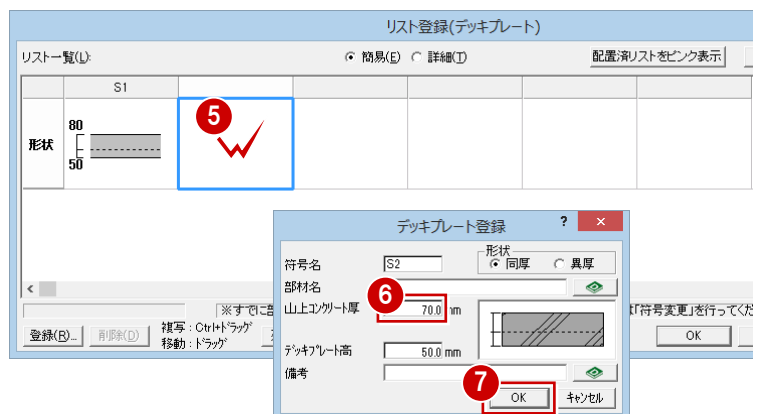 リスト登録(デッキプレート)
リスト一覧(L):
簡易(E) 詳細(T)
配置済リストをピンク表示
S1
5
形状
80
50
デッキプレート登録 ? ×
符号名 S2
形状
同厚 異厚
部材名
6
山上コンクリート厚 70.0 mm
デッキプレート高 50.0 mm
備考
7
OK キャンセル
※すでに
は「符号変更」を行ってくだ
登録(R)... 削除(D)
複写 : Ctrl+ドラッグ
移動 : ドラッグ
OK